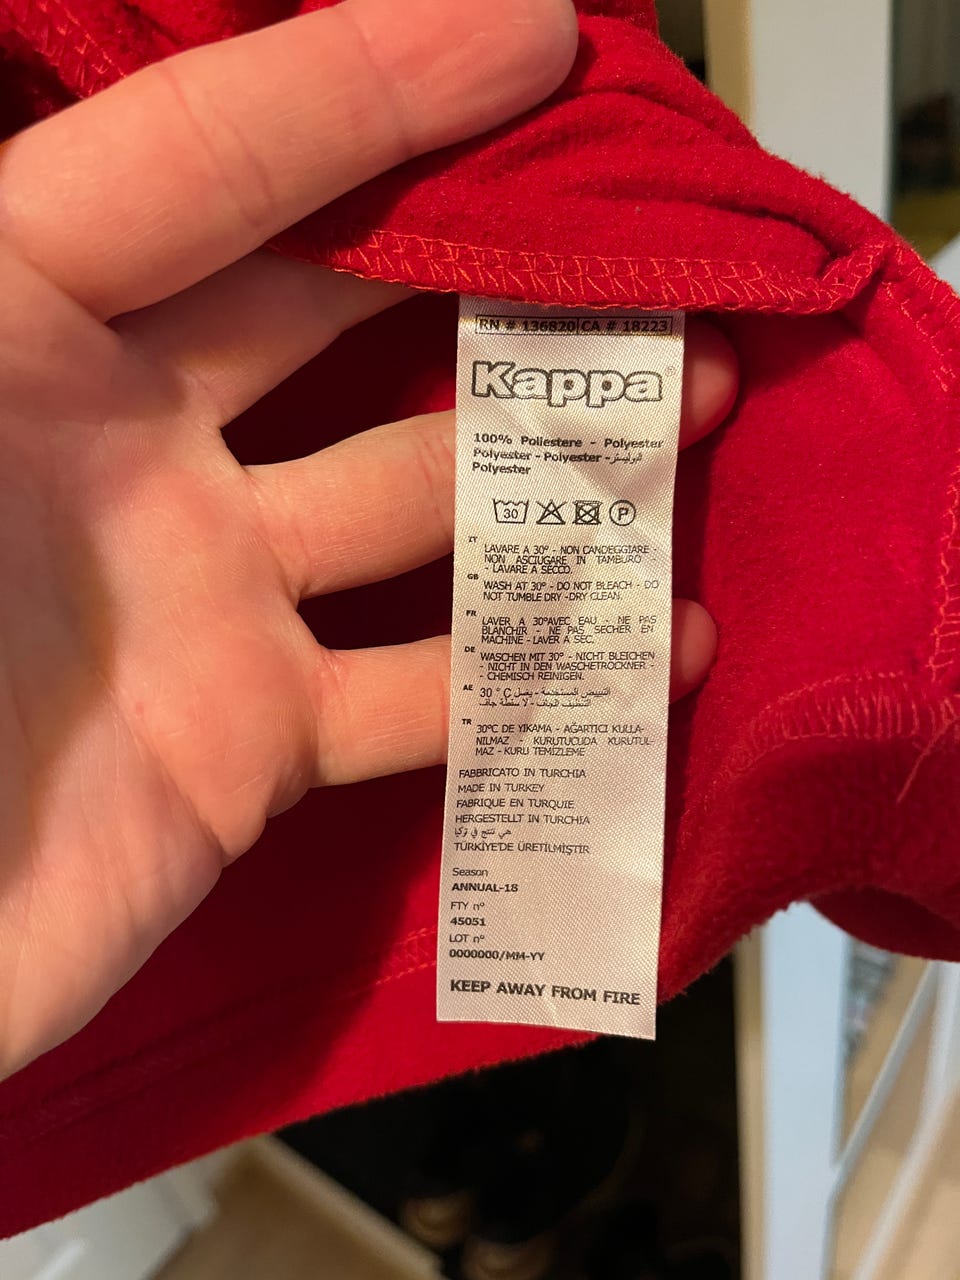 RN # 136820 CA # 18223
Kappa®
100% Poliestere - Polyester
Polyester - Polyester - البوليستر
Polyester
30 P
IT
LAVARE A 30° - NON CANDEGGIARE -
NON ASCIUGARE IN TAMBURO
- LAVARE A SECCO.
GB
WASH AT 30° - DO NOT BLEACH - DO
NOT TUMBLE DRY -DRY CLEAN.
FR
LAVER A 30°AVEC EAU - NE PAS
BLANCHIR - NE PAS SECHER EN
MACHINE - LAVER A SEC.
DE
WASCHEN MIT 30° - NICHT BLEICHEN
- NICHT IN DEN WASCHETROCKNER -
- CHEMISCH REINIGEN.
AE
30 ° C
TR
30°C DE YIKAMA - AĞARTICI KULLA-
NILMAZ - KURUTUCUDA KURUTUL-
MAZ - KURU TEMİZLEME
FABBRICATO IN TURCHIA
MADE IN TURKEY
FABRIQUE EN TURQUIE
HERGESTELLT IN TURCHIA
TÜRKİYE'DE ÜRETİLMİŞTİR
Season
ANNUAL-18
FTY n°
45051
LOT n°
0000000/MM-YY
KEEP AWAY FROM FIRE